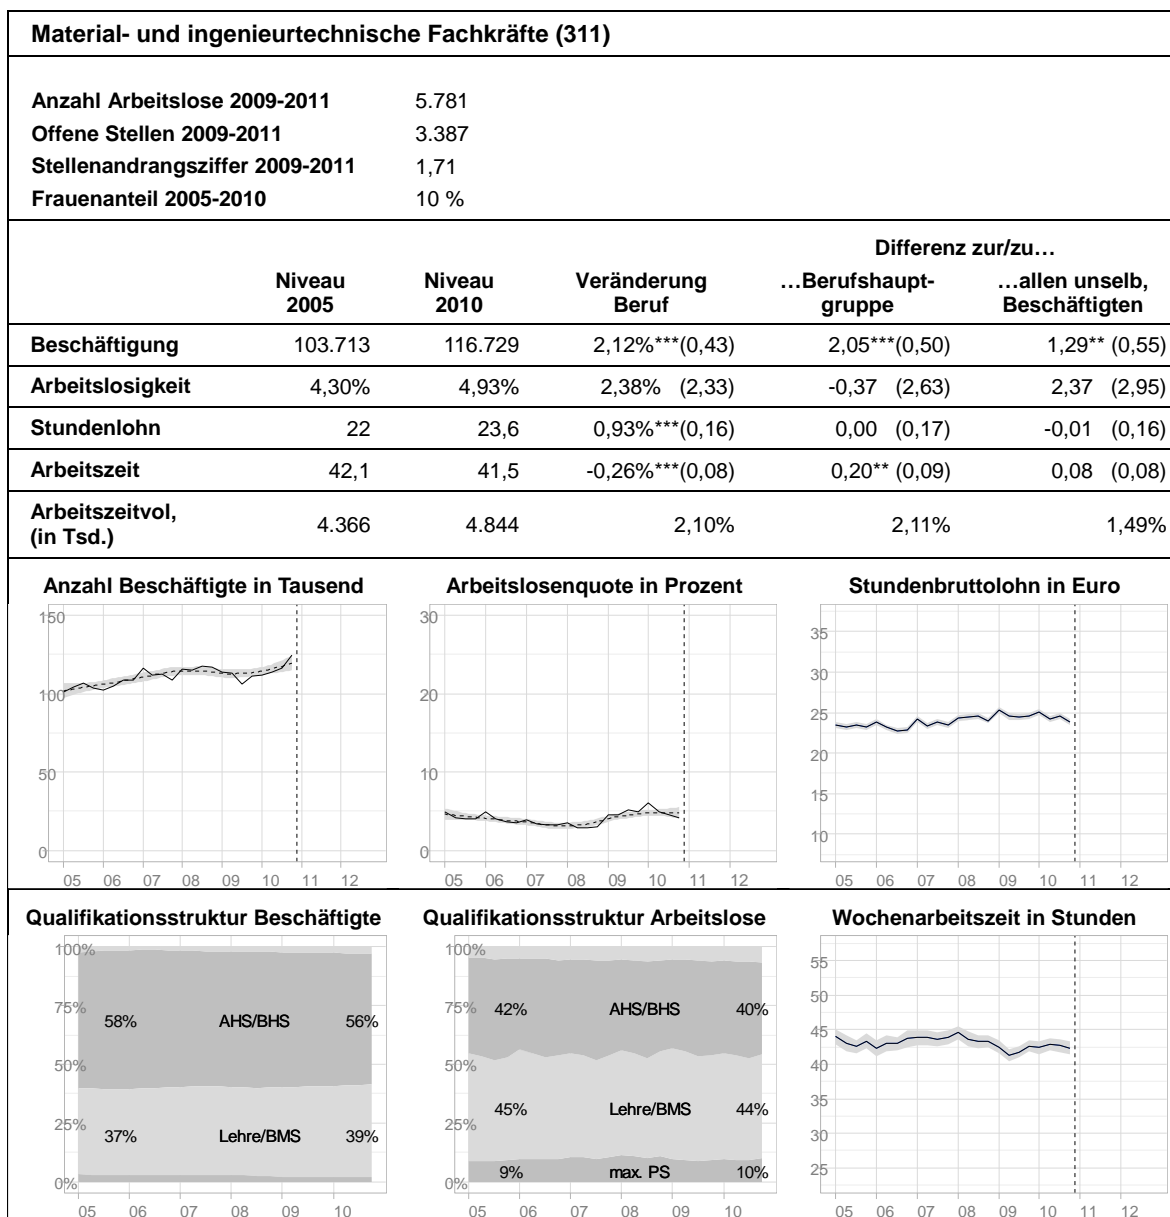 Material- und ingenieurtechnische Fachkräfte (311)
Anzahl Arbeitslose 2009-2011 5.781
Offene Stellen 2009-2011 3.387
Stellenandrangsziffer 2009-2011 1,71
Frauenanteil 2005-2010 10 %
Differenz zur/zu…
Niveau Niveau Veränderung …Berufshaupt- …allen unselb,
2005 2010 Beruf gruppe Beschäftigten
Beschäftigung 103.713 116.729 2,12%***(0,43) 2,05***(0,50) 1,29** (0,55)
Arbeitslosigkeit 4,30% 4,93% 2,38% (2,33) -0,37 (2,63) 2,37 (2,95)
Stundenlohn 22 23,6 0,93%***(0,16) 0,00 (0,17) -0,01 (0,16)
Arbeitszeit 42,1 41,5 -0,26%***(0,08) 0,20** (0,09) 0,08 (0,08)
Arbeitszeitvol,
(in Tsd.) 4.366 4.844 2,10% 2,11% 1,49%
Anzahl Beschäftigte in Tausend
150
100
50
0
05 06 07 08 09 10 11 12
Arbeitslosenquote in Prozent
30
20
10
0
05 06 07 08 09 10 11 12
Stundenbruttolohn in Euro
35
30
25
20
15
10
05 06 07 08 09 10 11 12
Qualifikationsstruktur Beschäftigte
100%
75%
58% AHS/BHS 56%
50%
25%
37% Lehre/BMS 39%
0%
05 06 07 08 09 10
Qualifikationsstruktur Arbeitslose
100%
75%
42% AHS/BHS 40%
50%
45% Lehre/BMS 44%
25%
9% max. PS 10%
0%
05 06 07 08 09 10
Wochenarbeitszeit in Stunden
55
50
45
40
35
30
25
05 06 07 08 09 10 11 12